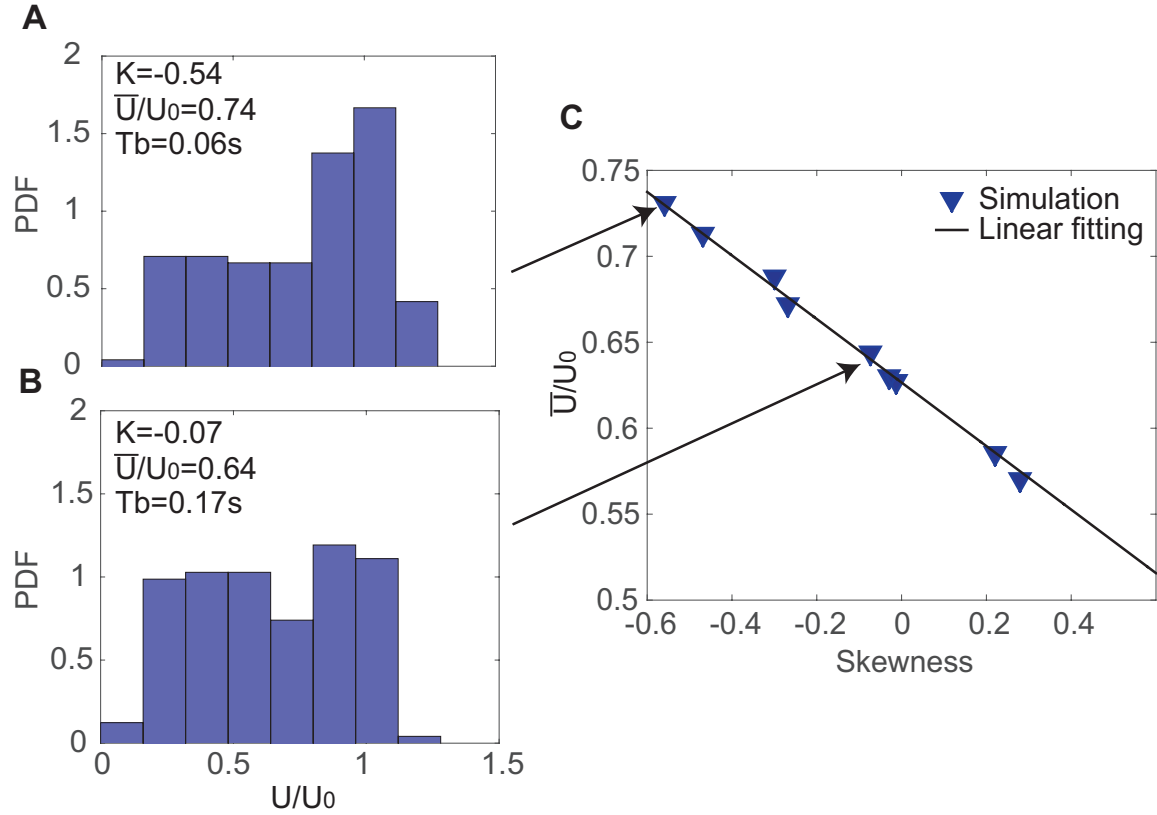 A
2
K=-0.54
U̅/U0=0.74
Tb=0.06s
1.5
PDF
1
0.5
0
B
2
K=-0.07
U̅/U0=0.64
Tb=0.17s
1.5
PDF
1
0.5
0
0 0.5 1 1.5
U/U0
C
0.75
Simulation
Linear fitting
0.7
0.65
U̅/U0
0.6
0.55
0.5
-0.6 -0.4 -0.2 0 0.2 0.4
Skewness